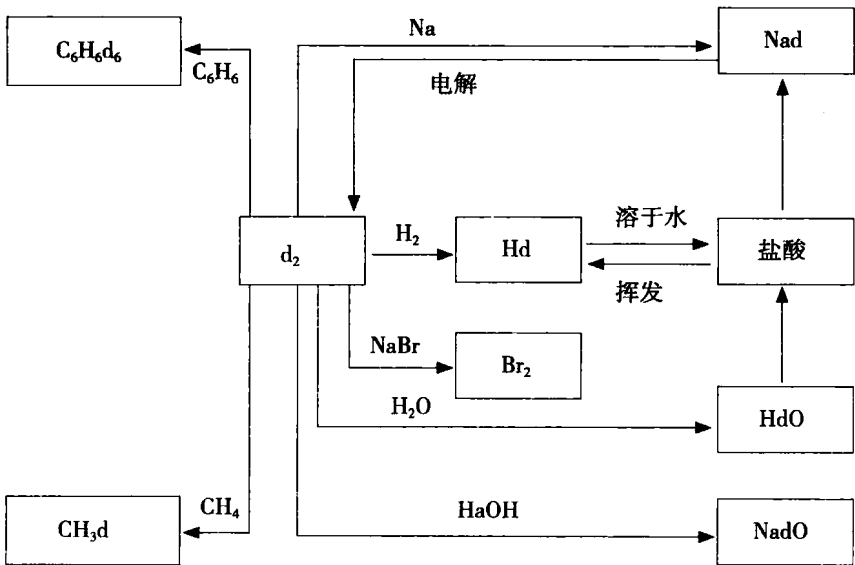 C₆H₆d₆
C₆H₆
Na
Nad
电解
d₂
H₂
Hd
溶于水
挥发
盐酸
NaBr
Br₂
H₂O
HdO
CH₃d
CH₄
HaOH
NadO